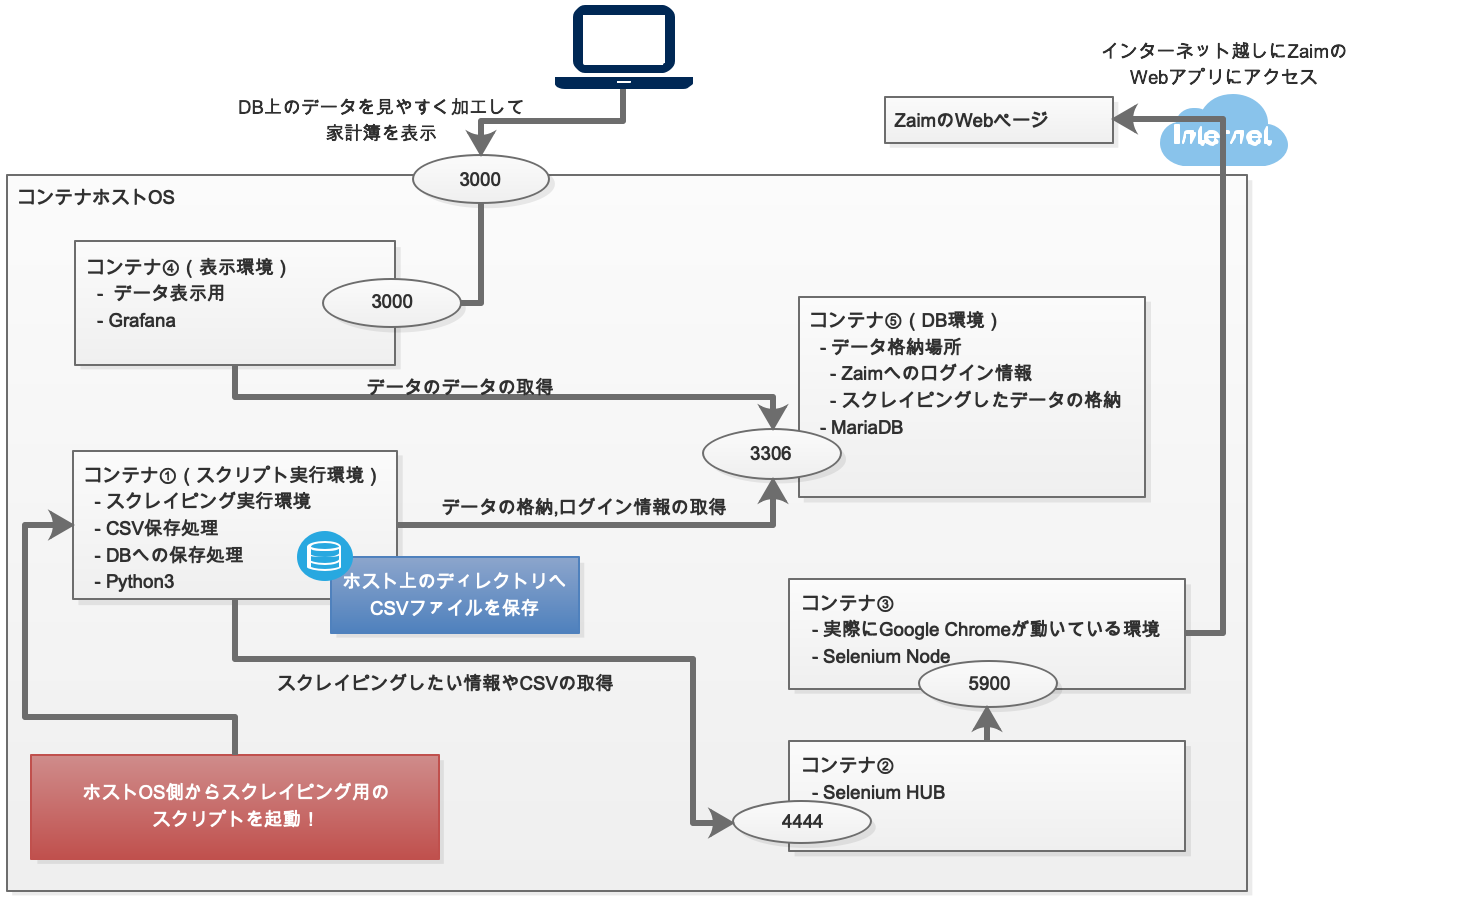 インターネット越しにZaimの
Webアプリにアクセス
DB上のデータを見やすく加工して
家計簿を表示
ZaimのWebページ
Internet
3000
コンテナホストOS
コンテナ④ ( 表示環境 )
- データ表示用
- Grafana
3000
コンテナ⑤ ( DB環境 )
- データ格納場所
- Zaimへのログイン情報
- スクレイピングしたデータの格納
- MariaDB
データのデータの取得
3306
コンテナ① ( スクリプト実行環境 )
- スクレイピング実行環境
- CSV保存処理
- DBへの保存処理
- Python3
データの格納,ログイン情報の取得
ホスト上のディレクトリへ
CSVファイルを保存
コンテナ③
- 実際にGoogle Chromeが動いている環境
- Selenium Node
5900
スクレイピングしたい情報やCSVの取得
コンテナ②
- Selenium HUB
4444
ホストOS側からスクレイピング用の
スクリプトを起動！